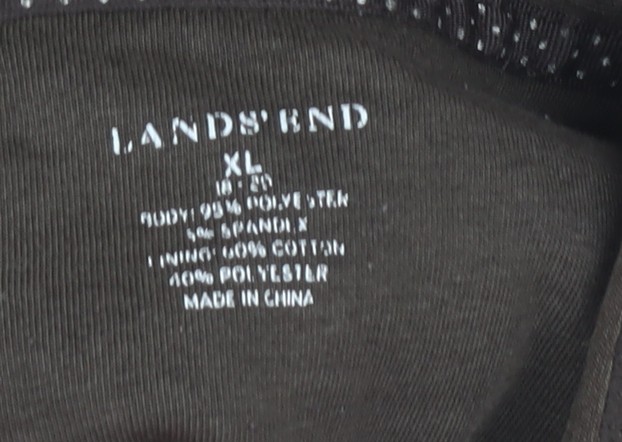 LANDS' END
XL
18 - 20
BODY: 95% POLYESTER
5% SPANDEX
LINING: 60% COTTON
40% POLYESTER
MADE IN CHINA